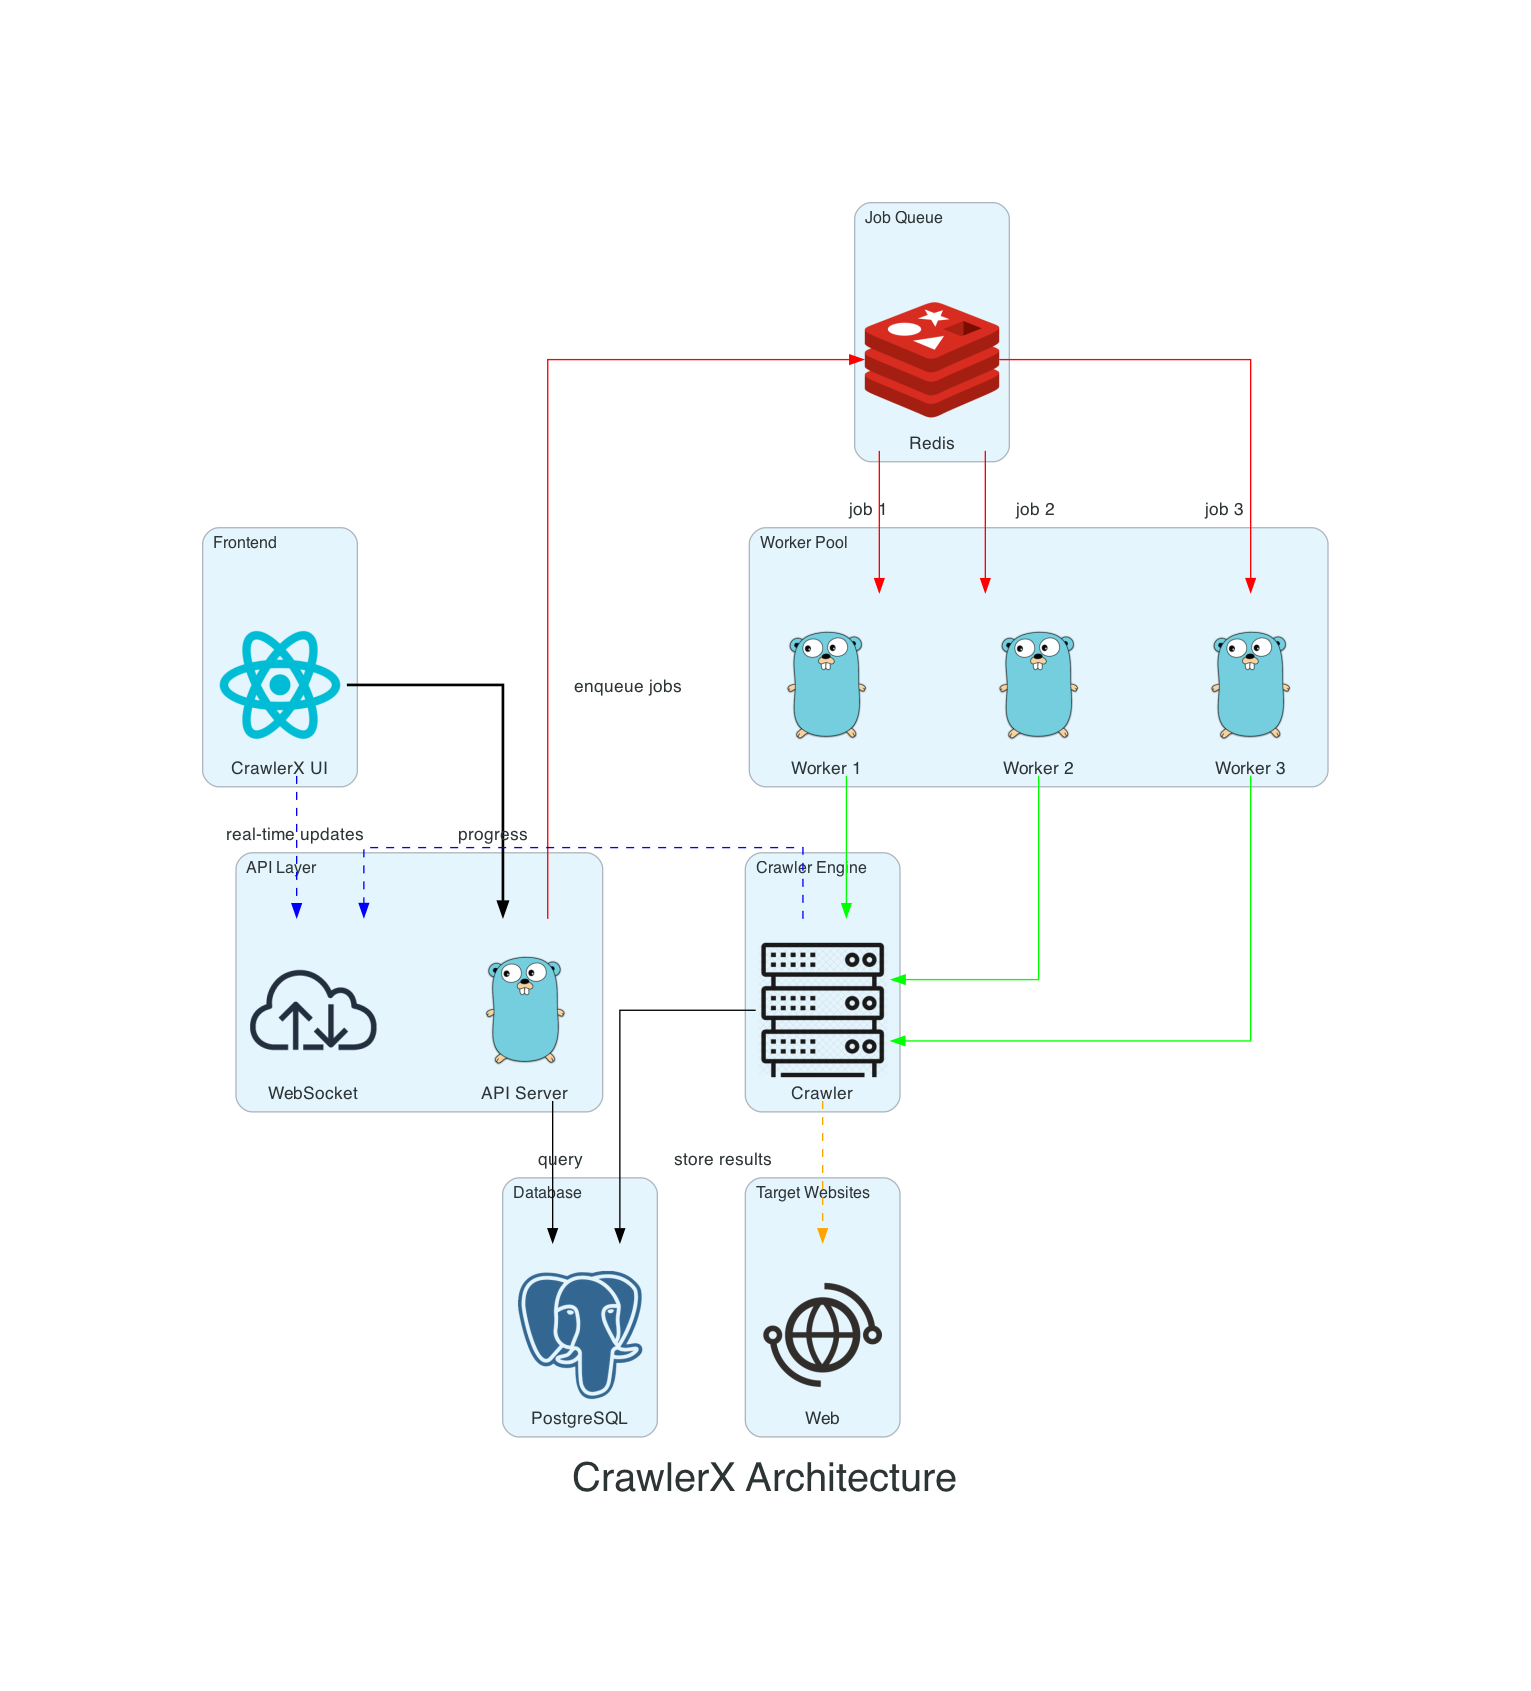 Job Queue
Redis
job 1
job 2
job 3
Frontend
Worker Pool
enqueue jobs
CrawlerX UI
Worker 1
Worker 2
Worker 3
real-time updates
progress
API Layer
Crawler Engine
WebSocket
API Server
Crawler
query
store results
Database
Target Websites
PostgreSQL
Web
CrawlerX Architecture